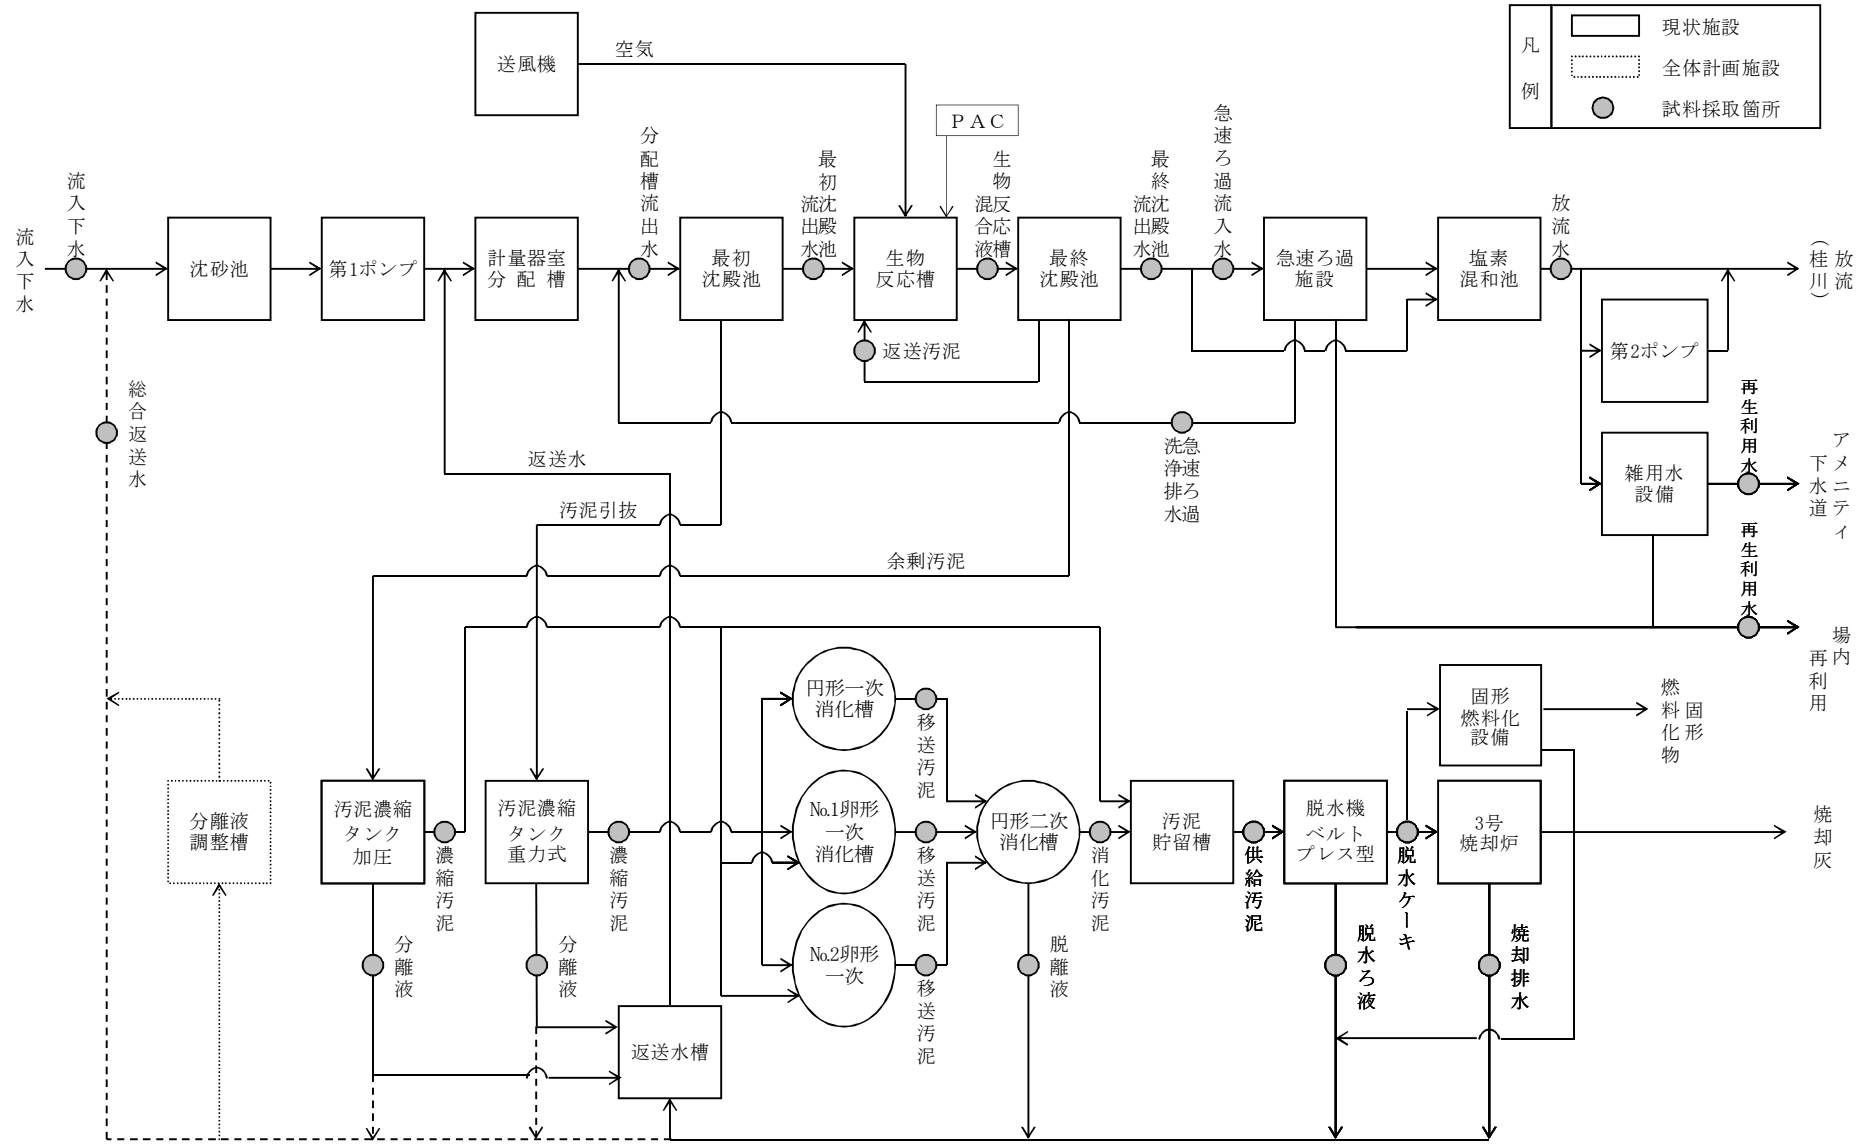 凡
例
現状施設
全体計画施設
試料採取箇所
送風機
空気
PAC
流入下水
流入下水
沈砂池
第1ポンプ
計量器室
分配槽
分配槽流出水
最初
沈殿池
最初沈殿池
流出水
生物
反応槽
生物反応槽
混合液
最終
沈殿池
最終沈殿池
流出水
急速ろ過流入水
急速ろ過
施設
塩素
混和池
放流水
放流
(桂川)
返送汚泥
第2ポンプ
総合返送水
急速ろ過
洗浄排水
返送水
汚泥引抜
余剰汚泥
雑用水
設備
再生利用水
アメニティ
下水道
再生利用水
場内
再利用
円形一次
消化槽
移送汚泥
固形
燃料化
設備
固形
燃料化物
分離液
調整槽
汚泥濃縮
タンク
加圧
濃縮汚泥
汚泥濃縮
タンク
重力式
濃縮汚泥
№1卵形
一次
消化槽
移送汚泥
円形二次
消化槽
消化汚泥
汚泥
貯留槽
供給汚泥
脱水機
ベルト
プレス型
脱水ケーキ
3号
焼却炉
焼却灰
分離液
分離液
№2卵形
一次
移送汚泥
脱離液
脱水ろ液
焼却排水
返送水槽